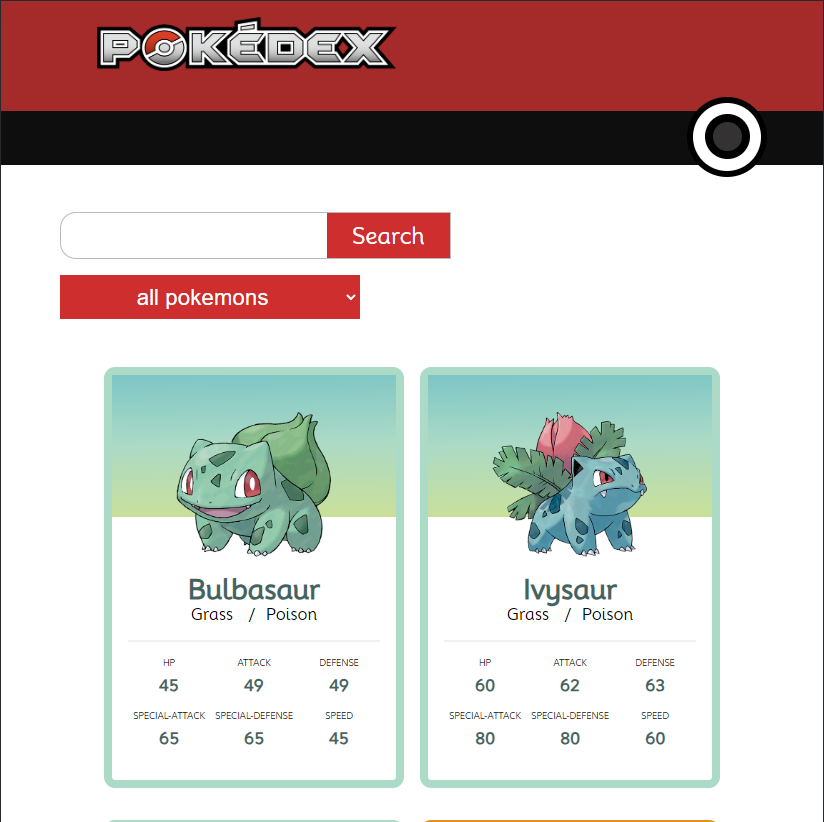 POKÉDEX
Search
all pokemons
Bulbasaur
Grass / Poison
HP ATTACK DEFENSE
45 49 49
SPECIAL-ATTACK SPECIAL-DEFENSE SPEED
65 65 45
Ivysaur
Grass / Poison
HP ATTACK DEFENSE
60 62 63
SPECIAL-ATTACK SPECIAL-DEFENSE SPEED
80 80 60